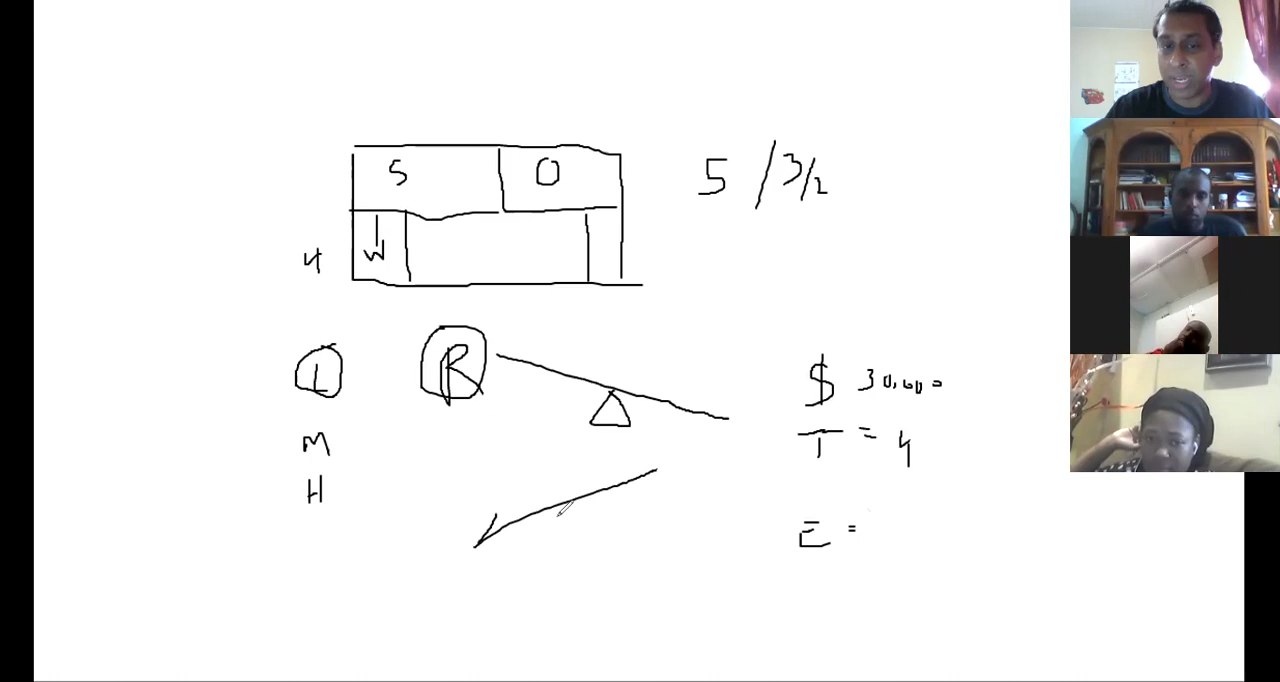 S O 5 / 3/2
4 W
L R $ 30,000
M T = 4
H
E =